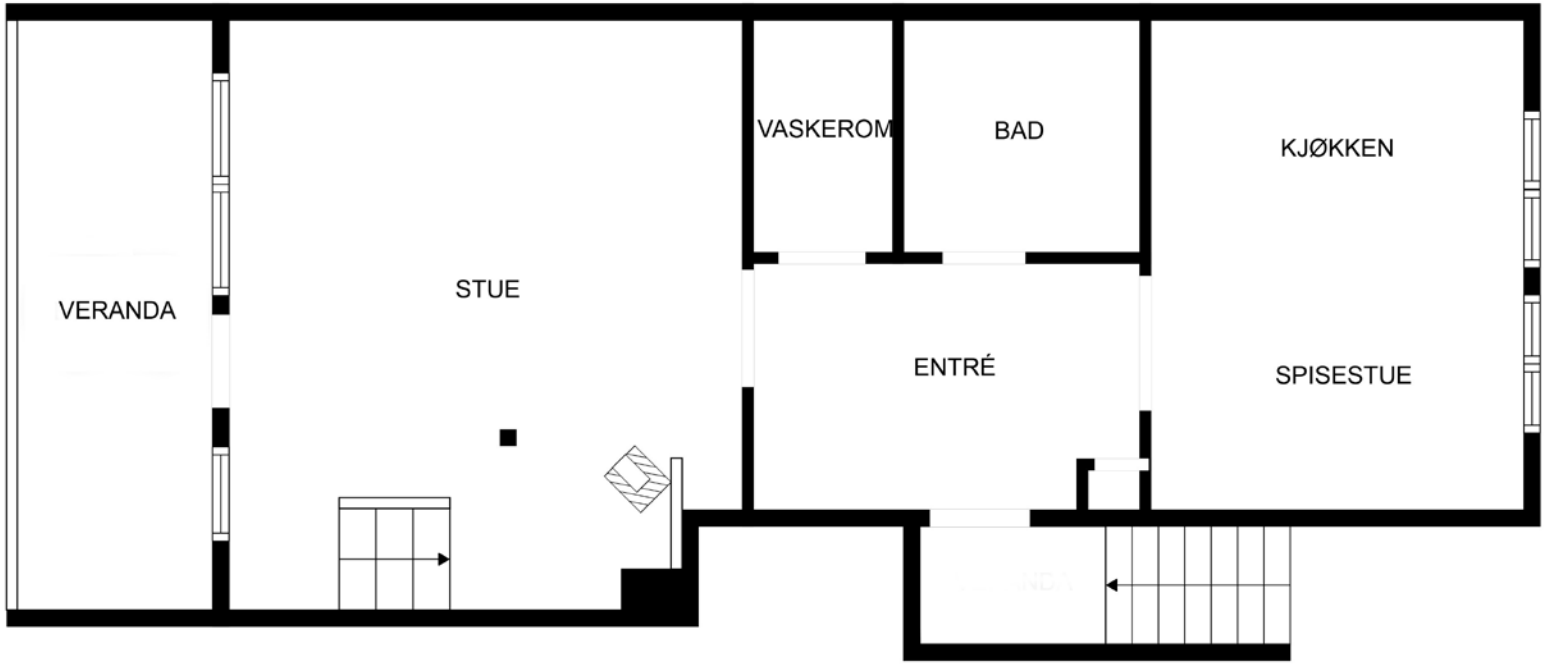 VASKEROM
BAD
KJØKKEN
STUE
VERANDA
ENTRÉ
SPISESTUE